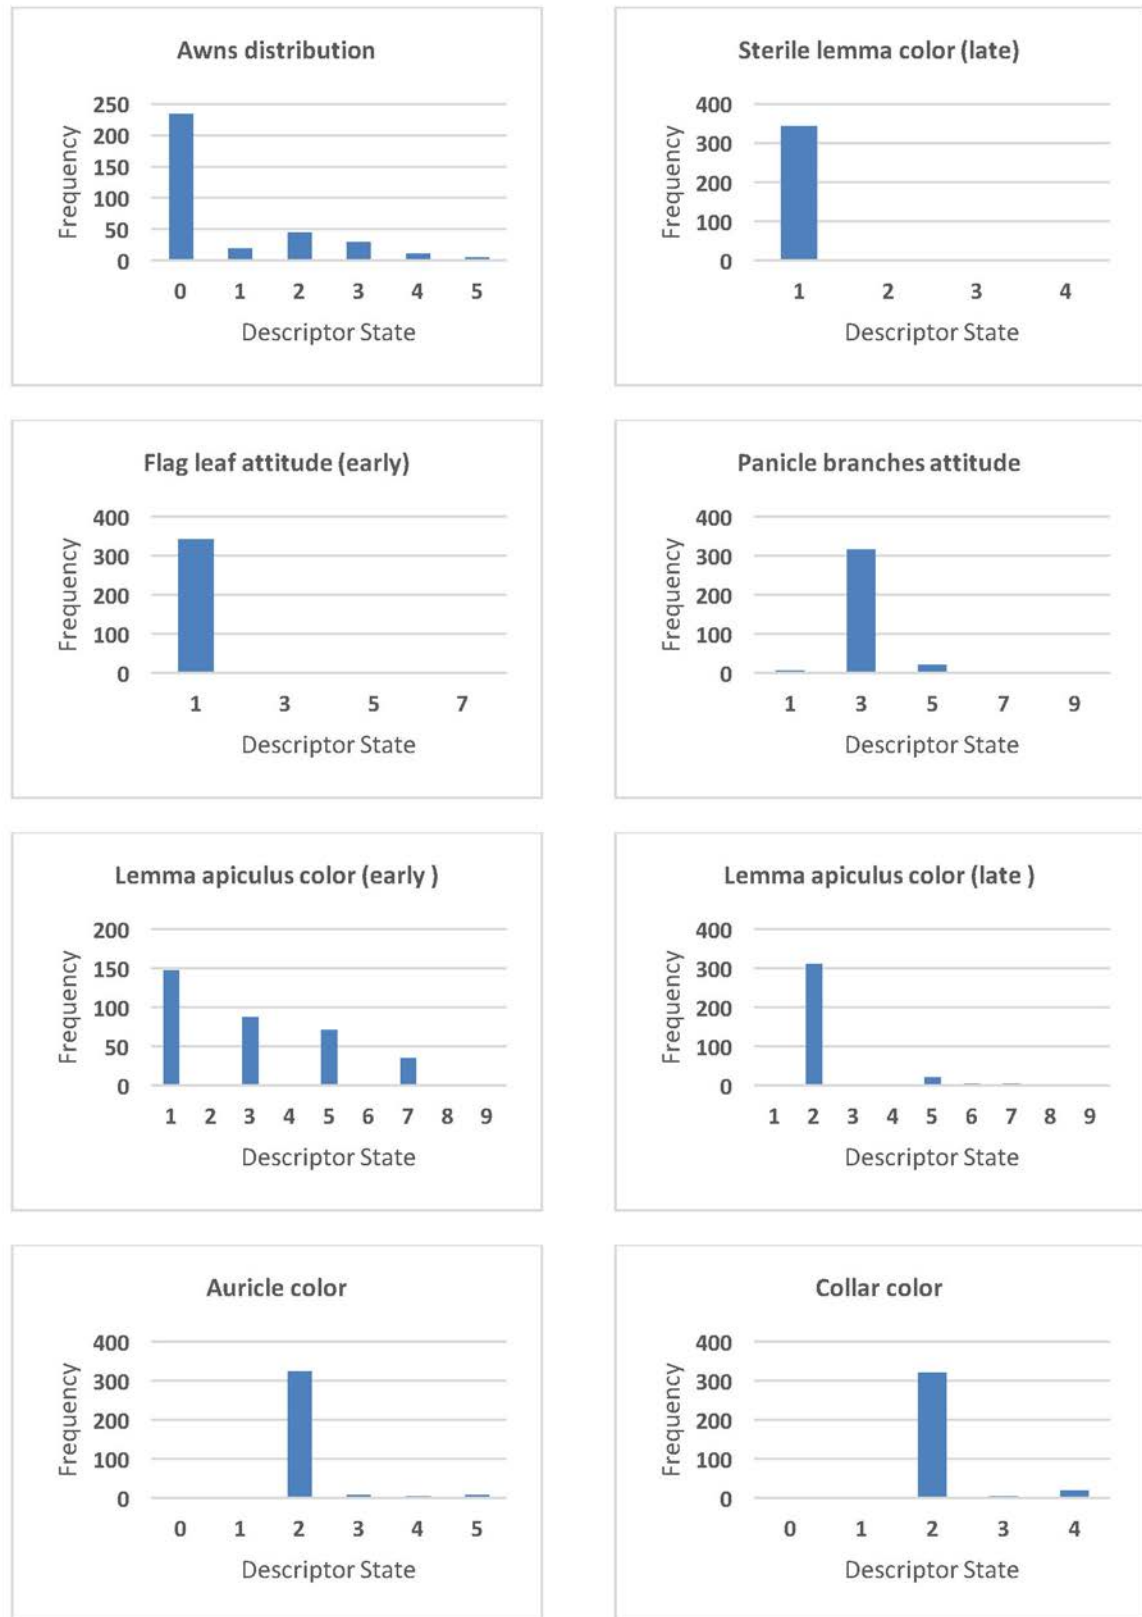 Awns distribution
Frequency
250
200
150
100
50
0
0 1 2 3 4 5
Descriptor State
Sterile lemma color (late)
Frequency
400
300
200
100
0
1 2 3 4
Descriptor State
Flag leaf attitude (early)
Frequency
400
300
200
100
0
1 3 5 7
Descriptor State
Panicle branches attitude
Frequency
400
300
200
100
0
1 3 5 7 9
Descriptor State
Lemma apiculus color (early )
Frequency
200
150
100
50
0
1 2 3 4 5 6 7 8 9
Descriptor State
Lemma apiculus color (late )
Frequency
400
300
200
100
0
1 2 3 4 5 6 7 8 9
Descriptor State
Auricle color
Frequency
400
300
200
100
0
0 1 2 3 4 5
Descriptor State
Collar color
Frequency
400
300
200
100
0
0 1 2 3 4
Descriptor State